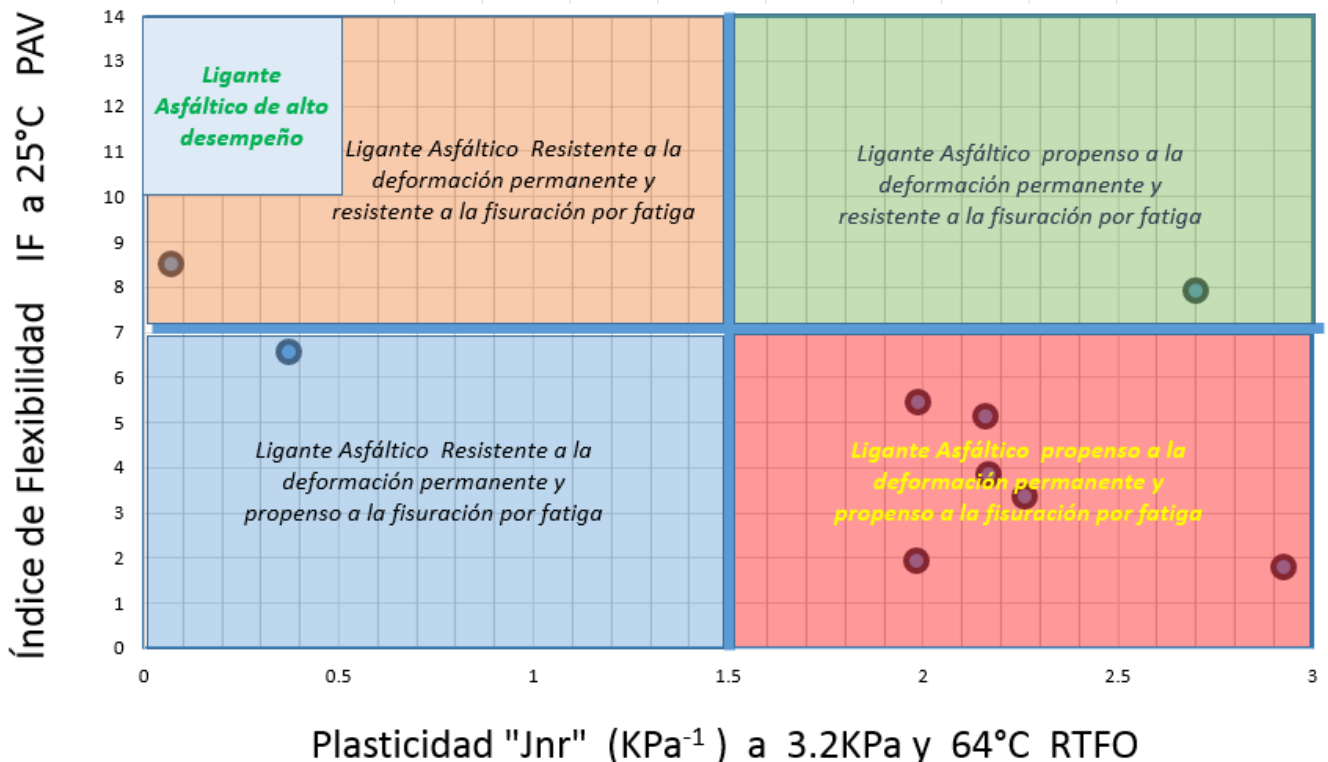 Índice de Flexibilidad IF a 25°C PAV
14
13
12
11
10
9
8
7
6
5
4
3
2
1
0
Ligante
Asfáltico de alto
desempeño
Ligante Asfáltico Resistente a la
deformación permanente y
resistente a la fisuración por fatiga
Ligante Asfáltico propenso a la
deformación permanente y
resistente a la fisuración por fatiga
Ligante Asfáltico Resistente a la
deformación permanente y
propenso a la fisuración por fatiga
Ligante Asfáltico propenso a la
deformación permanente y
propenso a la fisuración por fatiga
0 0.5 1 1.5 2 2.5 3
Plasticidad "Jnr" (KPa⁻¹ ) a 3.2KPa y 64°C RTFO